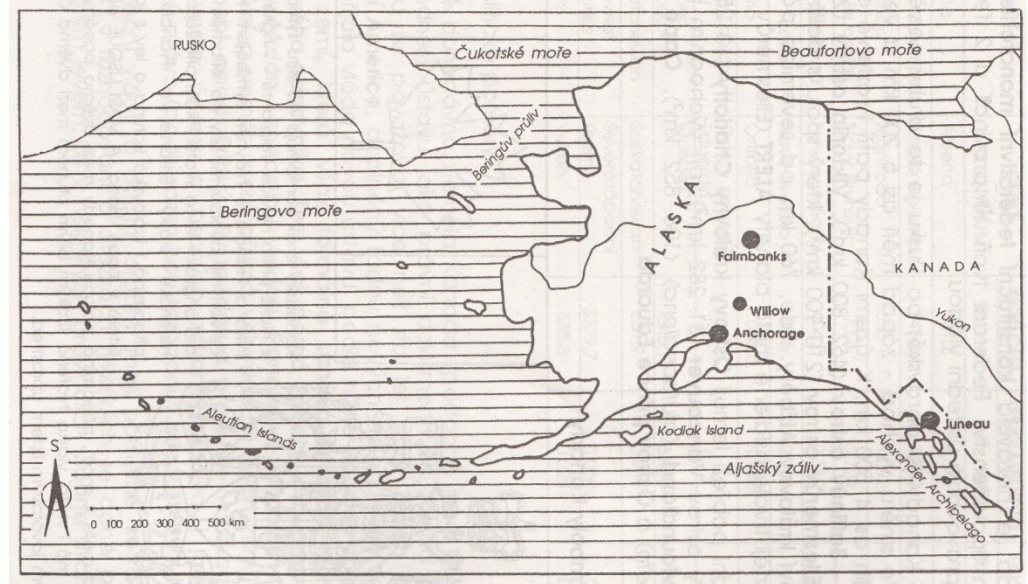 RUSKO
Čukotské moře
Beaufortovo moře
Beringův průliv
Beringovo moře
ALASKA
Fairnbanks
KANADA
Willow
Yukon
Anchorage
Aleutian Islands
Kodiak Island
Juneau
S
Aljašský záliv
Alexander Archipelago
0 100 200 300 400 500 km